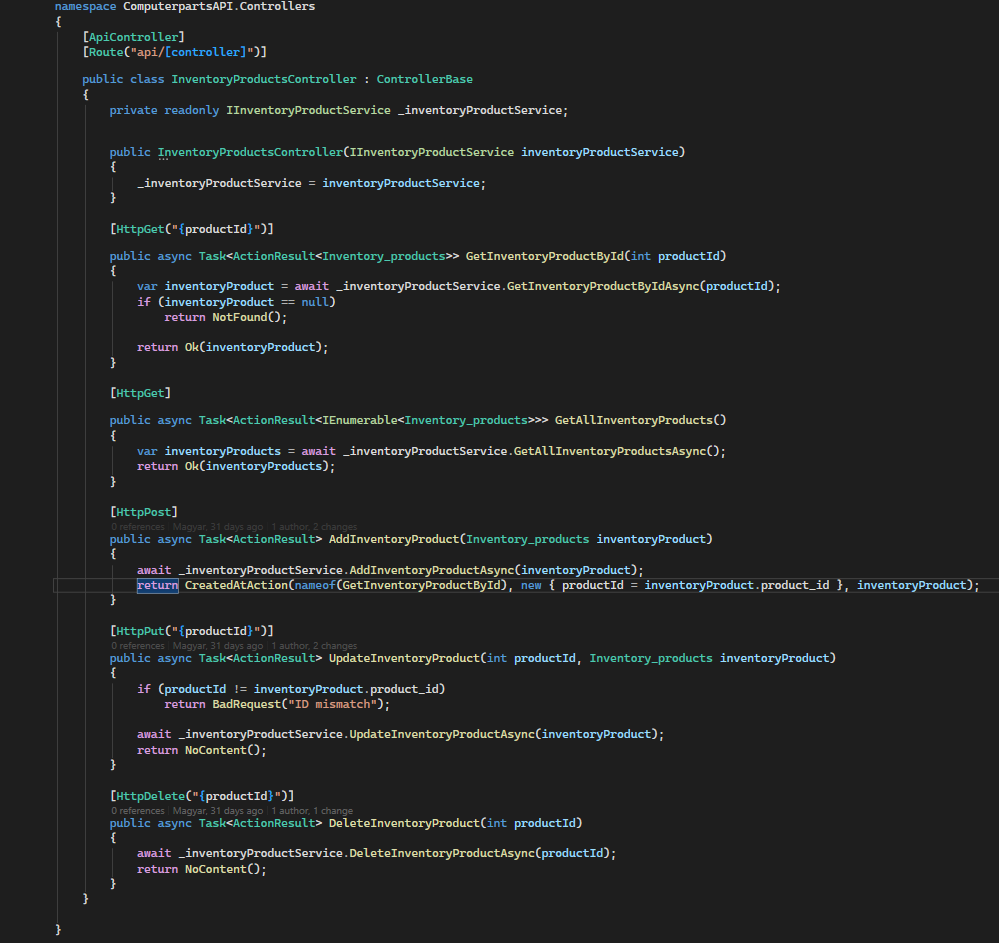 namespace ComputerpartsAPI.Controllers
{
[ApiController]
[Route("api/[controller]")]
public class InventoryProductsController : ControllerBase
{
private readonly IInventoryProductService _inventoryProductService;
public InventoryProductsController(IInventoryProductService inventoryProductService)
{
_inventoryProductService = inventoryProductService;
}
[HttpGet("{productId}")]
public async Task<ActionResult<Inventory_products>> GetInventoryProductById(int productId)
{
var inventoryProduct = await _inventoryProductService.GetInventoryProductByIdAsync(productId);
if (inventoryProduct == null)
return NotFound();
return Ok(inventoryProduct);
}
[HttpGet]
public async Task<ActionResult<IEnumerable<Inventory_products>>> GetAllInventoryProducts()
{
var inventoryProducts = await _inventoryProductService.GetAllInventoryProductsAsync();
return Ok(inventoryProducts);
}
[HttpPost]
0 references | Magyar, 31 days ago | 1 author, 2 changes
public async Task<ActionResult> AddInventoryProduct(Inventory_products inventoryProduct)
{
await _inventoryProductService.AddInventoryProductAsync(inventoryProduct);
return CreatedAtAction(nameof(GetInventoryProductById), new { productId = inventoryProduct.product_id }, inventoryProduct);
}
[HttpPut("{productId}")]
0 references | Magyar, 31 days ago | 1 author, 2 changes
public async Task<ActionResult> UpdateInventoryProduct(int productId, Inventory_products inventoryProduct)
{
if (productId != inventoryProduct.product_id)
return BadRequest("ID mismatch");
await _inventoryProductService.UpdateInventoryProductAsync(inventoryProduct);
return NoContent();
}
[HttpDelete("{productId}")]
0 references | Magyar, 31 days ago | 1 author, 1 change
public async Task<ActionResult> DeleteInventoryProduct(int productId)
{
await _inventoryProductService.DeleteInventoryProductAsync(productId);
return NoContent();
}
}
}